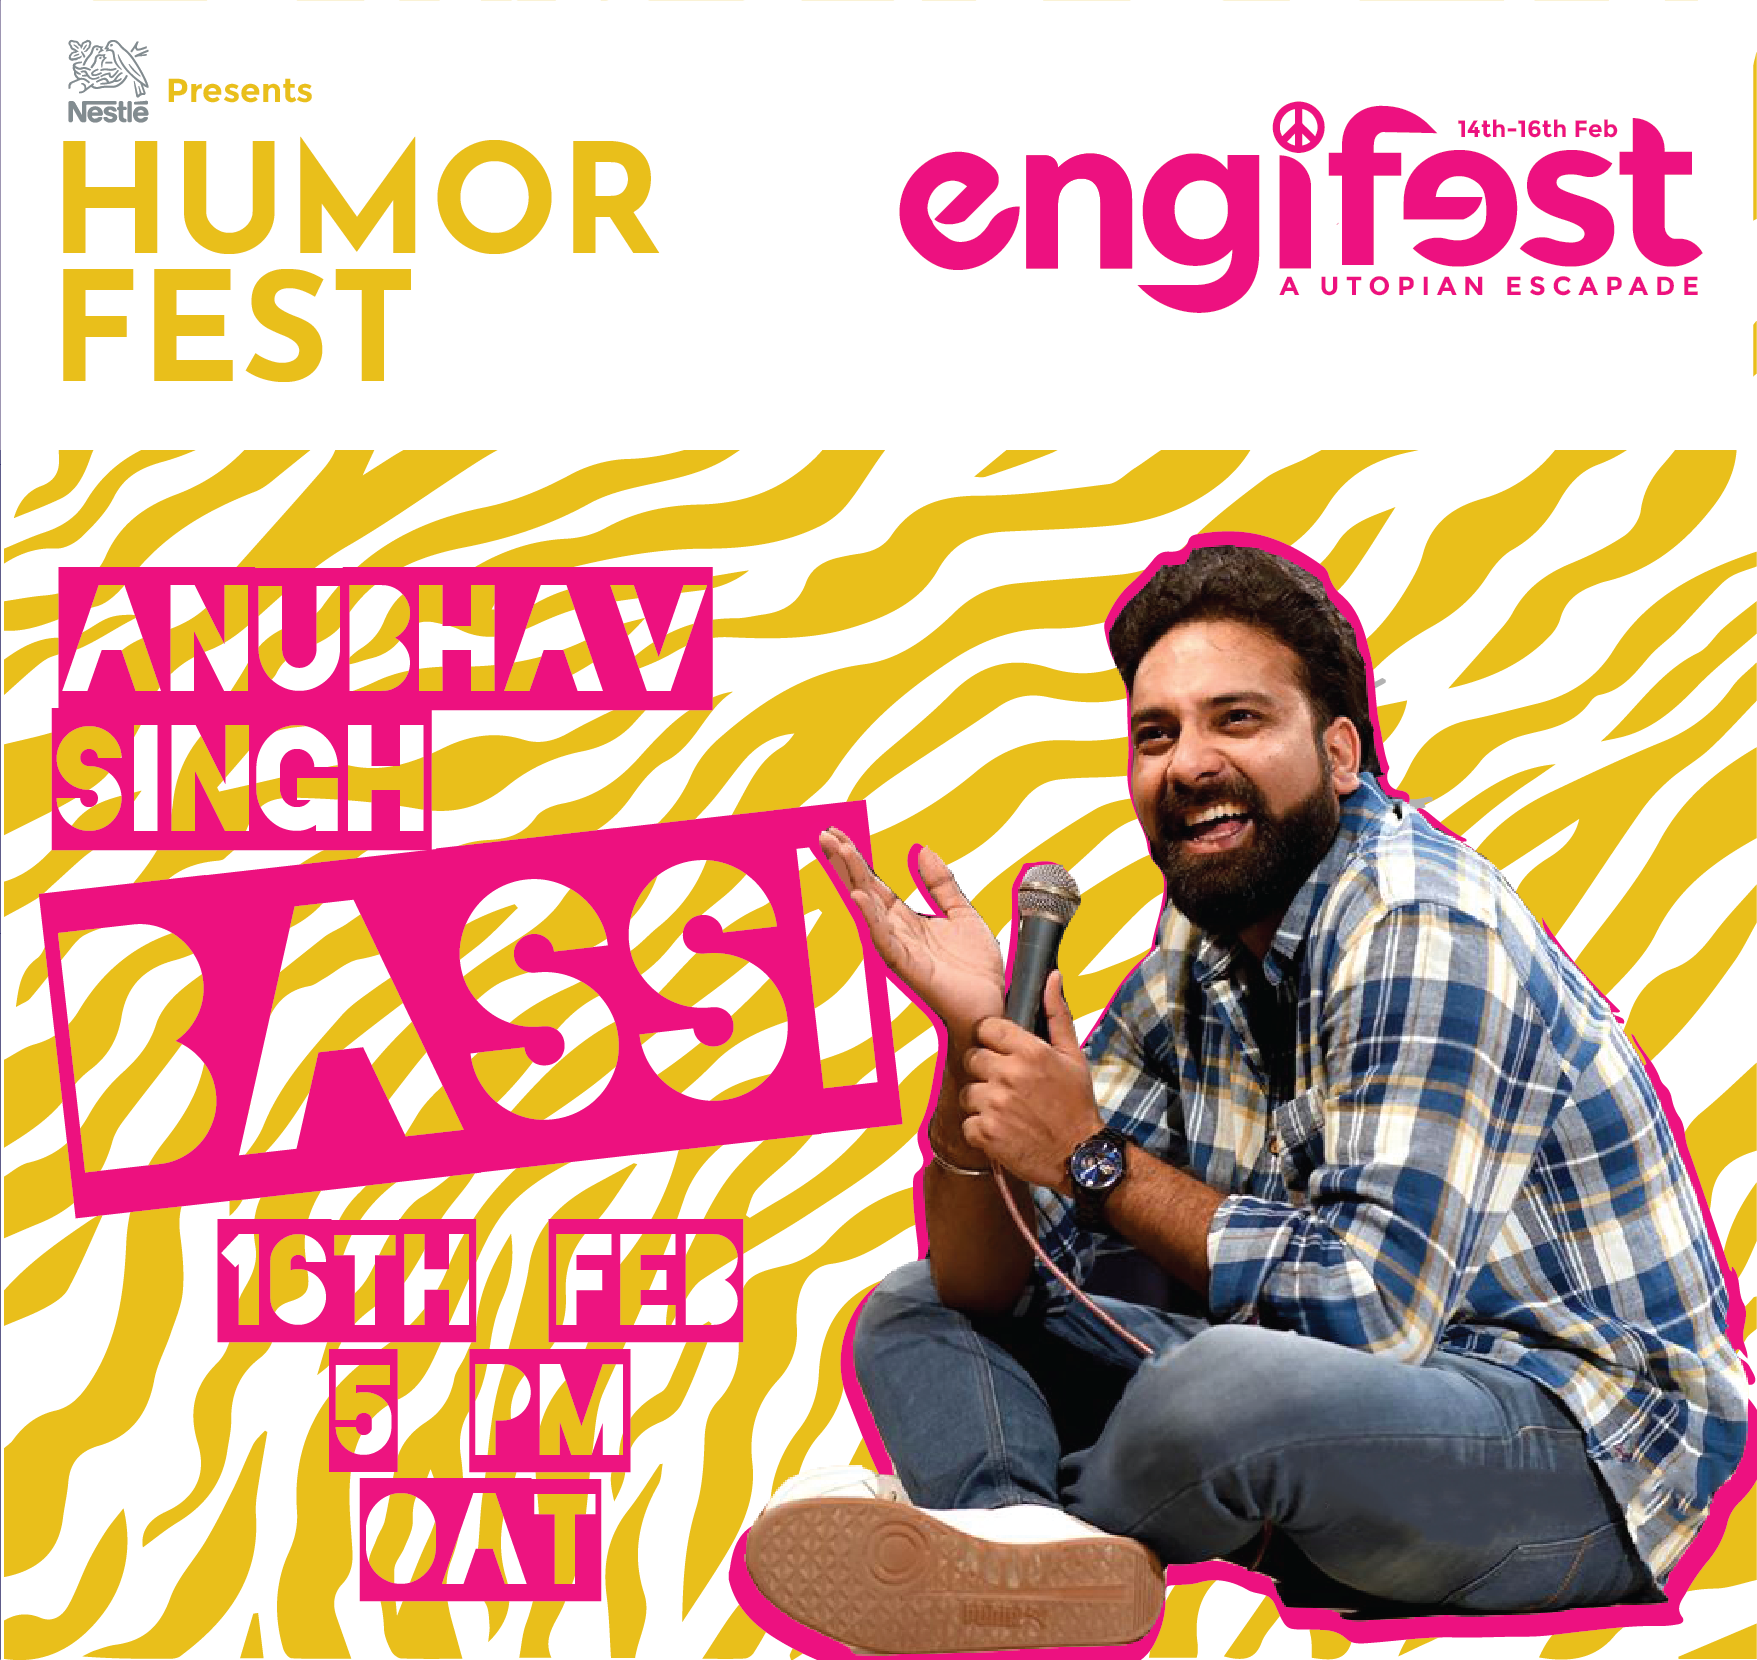 Nestlé
Presents
HUMOR
FEST
14th-16th Feb
engifest
A UTOPIAN ESCAPADE
ANUBHAV
SINGH
BASSI
16TH FEB
5 PM
OAT